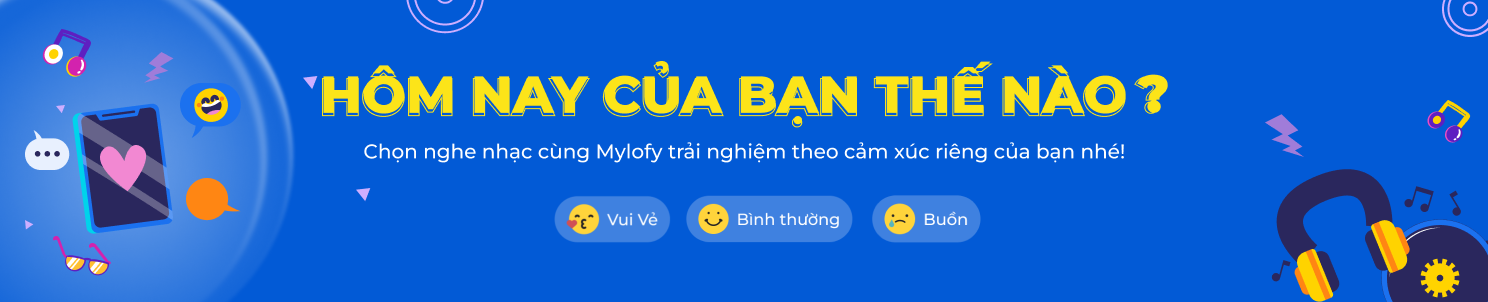 HÔM NAY CỦA BẠN THẾ NÀO?
Chọn nghe nhạc cùng Mylofy trải nghiệm theo cảm xúc riêng của bạn nhé!
Vui Vẻ
Bình thường
Buồn